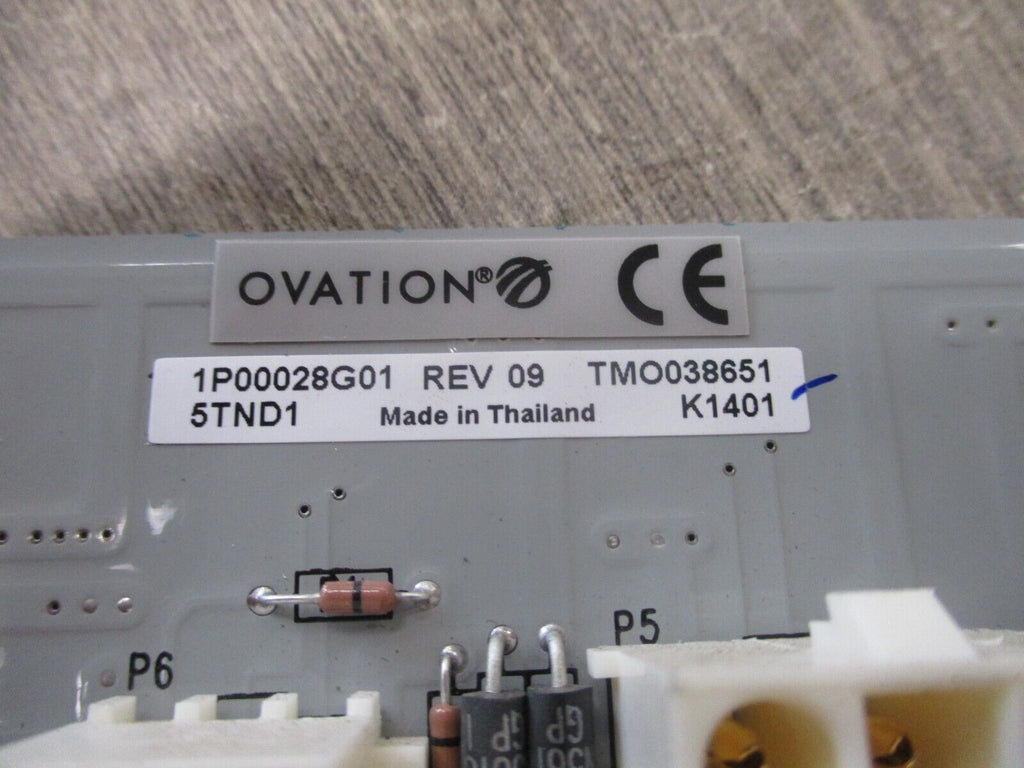 OVATION® CE
1P00028G01 REV 09 TMO038651
5TND1 Made in Thailand K1401
P5
P6